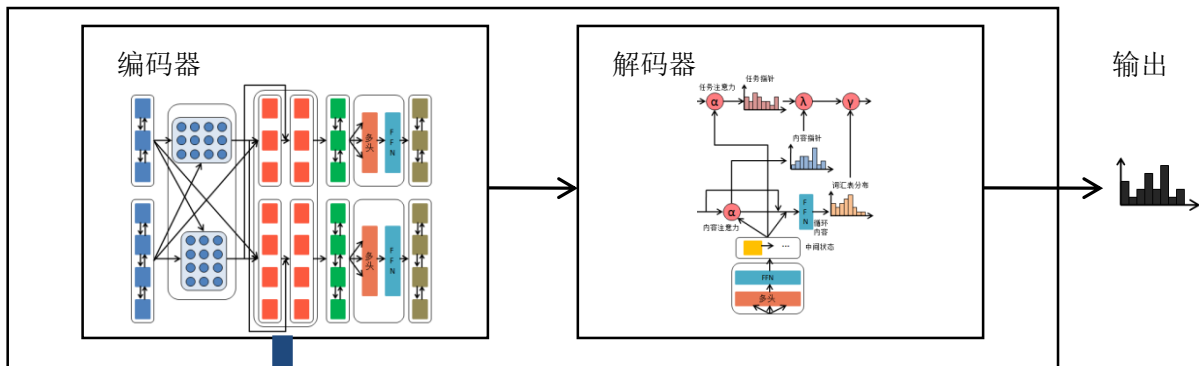 编码器
解码器
输出
多头
FFN
多头
FFN
任务注意力
任务指针
α
λ
γ
内容指针
词汇表分布
α
内容注意力
FFN
循环内容
...
中间状态
FFN
多头